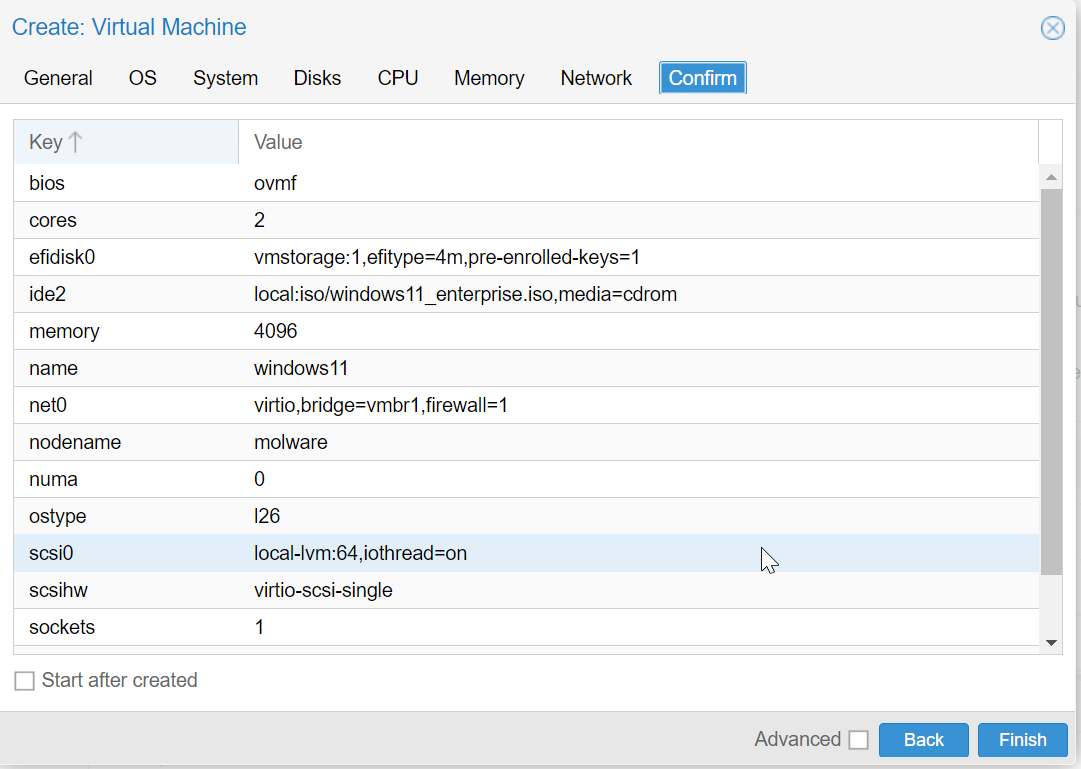 Create: Virtual Machine
General OS System Disks CPU Memory Network Confirm
Key Value
bios ovmf
cores 2
efidisk0 vmstorage:1,efitype=4m,pre-enrolled-keys=1
ide2 local:iso/windows11_enterprise.iso,media=cdrom
memory 4096
name windows11
net0 virtio,bridge=vmbr1,firewall=1
nodename molware
numa 0
ostype l26
scsi0 local-lvm:64,iothread=on
scsihw virtio-scsi-single
sockets 1
Start after created
Advanced Back Finish